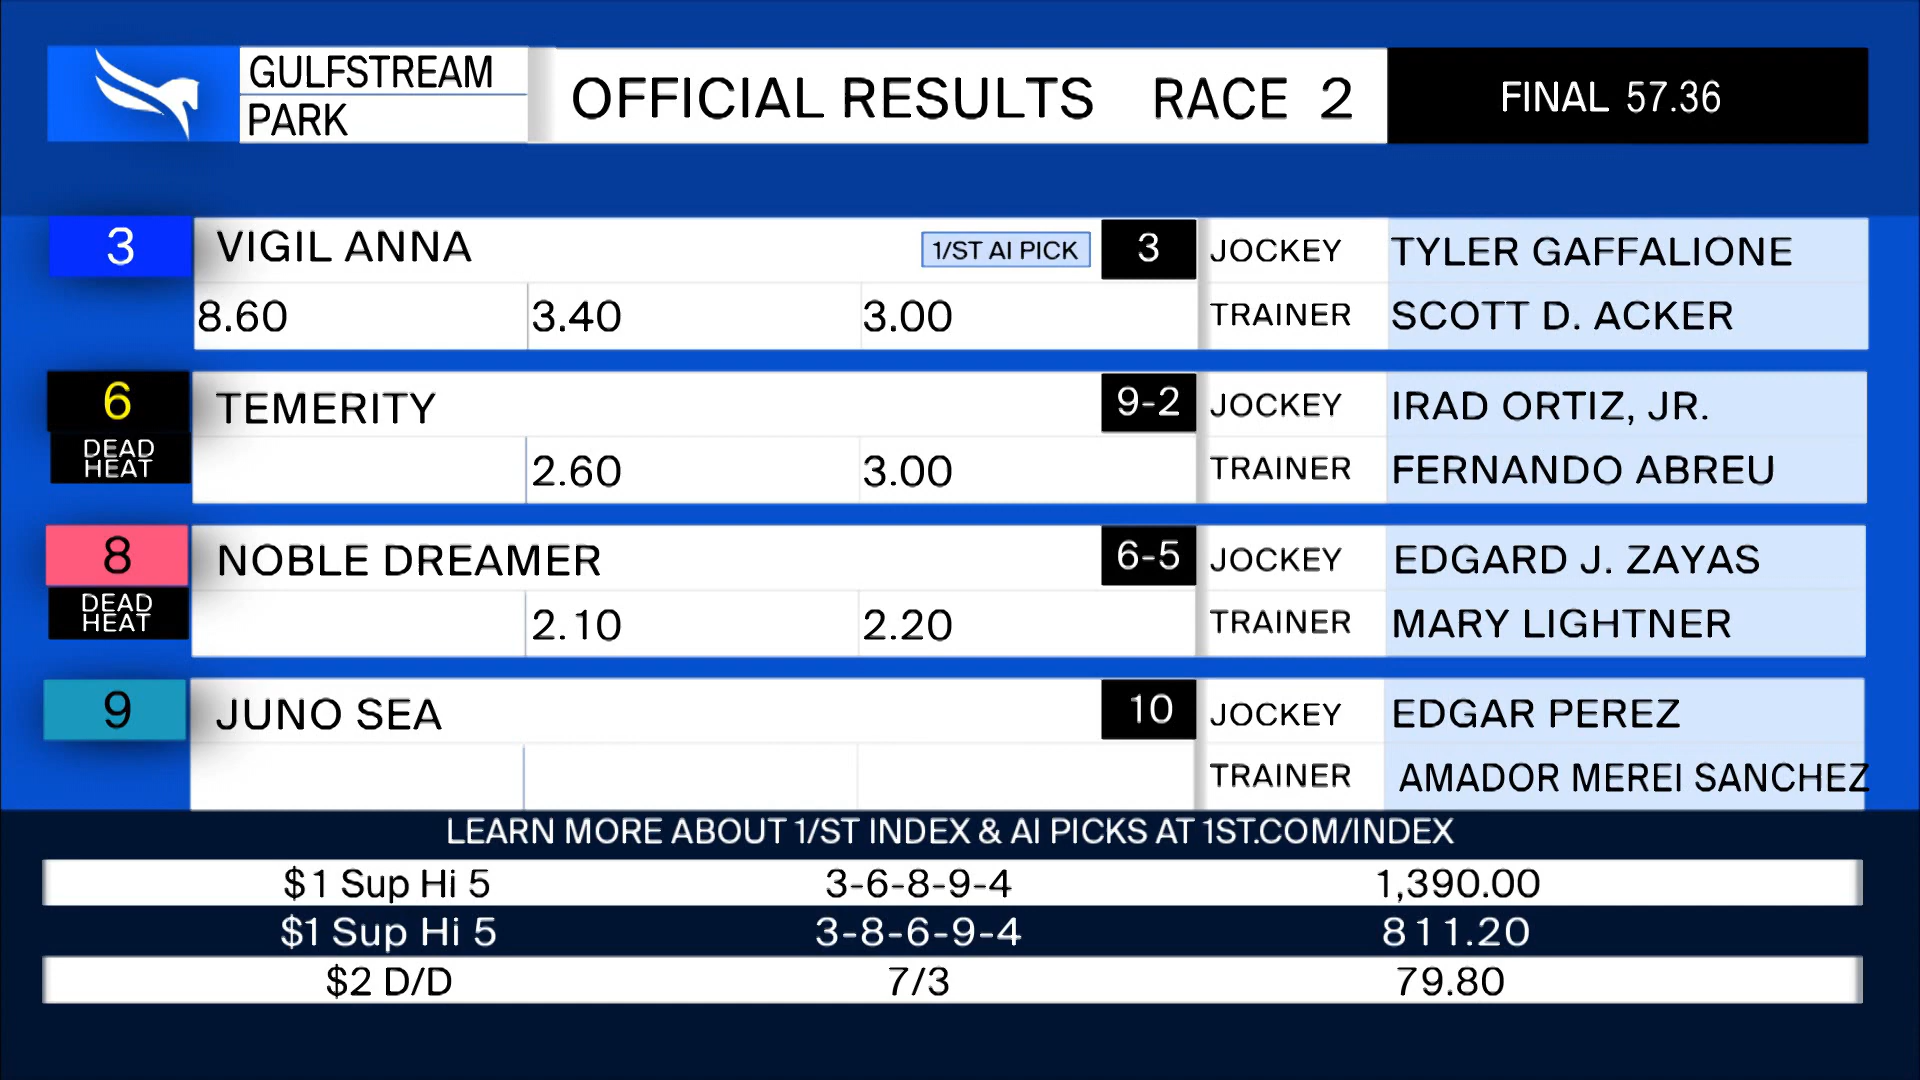 GULFSTREAM
PARK
OFFICIAL RESULTS RACE 2
FINAL 57.36
3 VIGIL ANNA 1/ST AI PICK 3 JOCKEY TYLER GAFFALIONE
8.60 3.40 3.00 TRAINER SCOTT D. ACKER
6 TEMERITY 9-2 JOCKEY IRAD ORTIZ, JR.
DEAD
HEAT
2.60 3.00 TRAINER FERNANDO ABREU
8 NOBLE DREAMER 6-5 JOCKEY EDGARD J. ZAYAS
DEAD
HEAT
2.10 2.20 TRAINER MARY LIGHTNER
9 JUNO SEA 10 JOCKEY EDGAR PEREZ
TRAINER AMADOR MEREI SANCHEZ
LEARN MORE ABOUT 1/ST INDEX & AI PICKS AT 1ST.COM/INDEX
$1 Sup Hi 5 3-6-8-9-4 1,390.00
$1 Sup Hi 5 3-8-6-9-4 811.20
$2 D/D 7/3 79.80